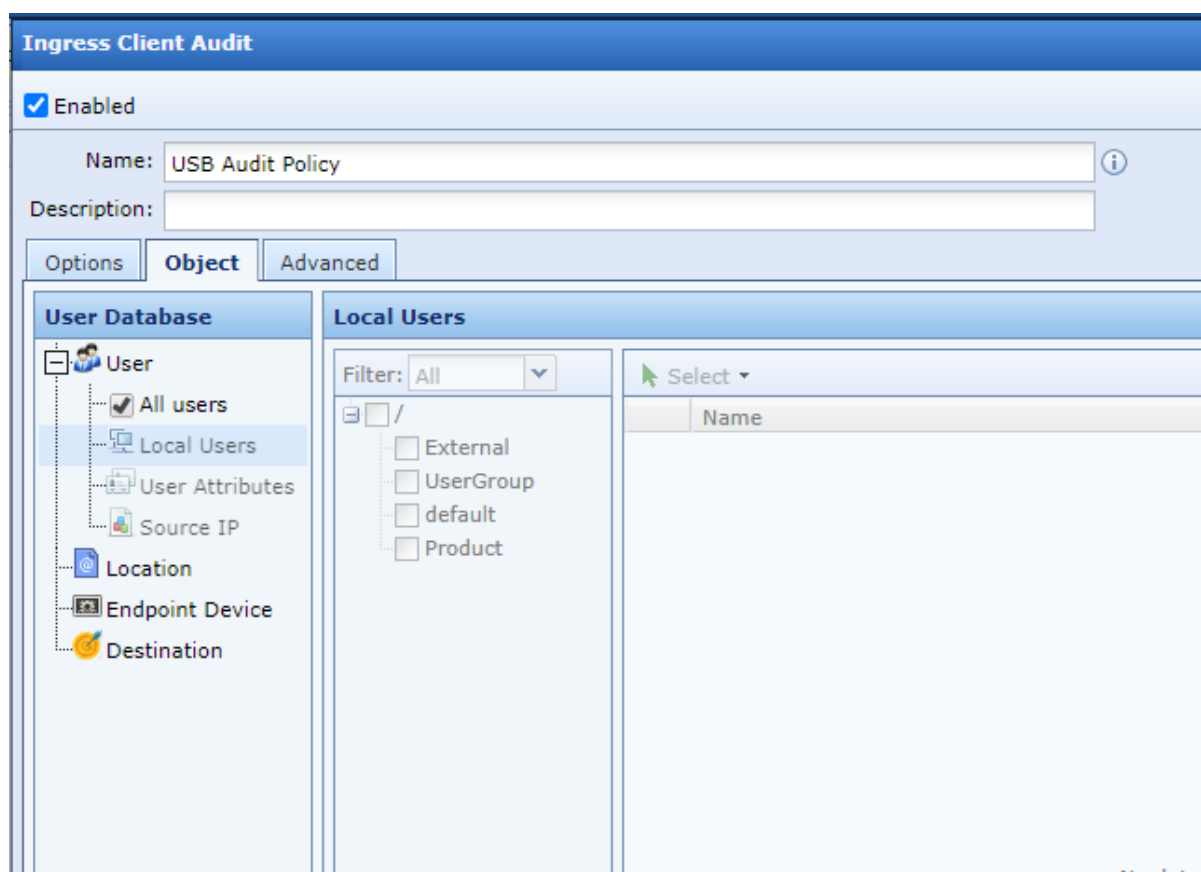 Ingress Client Audit
Enabled
Name: USB Audit Policy
Description:
Options Object Advanced
User Database
User
All users
Local Users
User Attributes
Source IP
Location
Endpoint Device
Destination
Local Users
Filter: All
/
External
UserGroup
default
Product
Select
Name